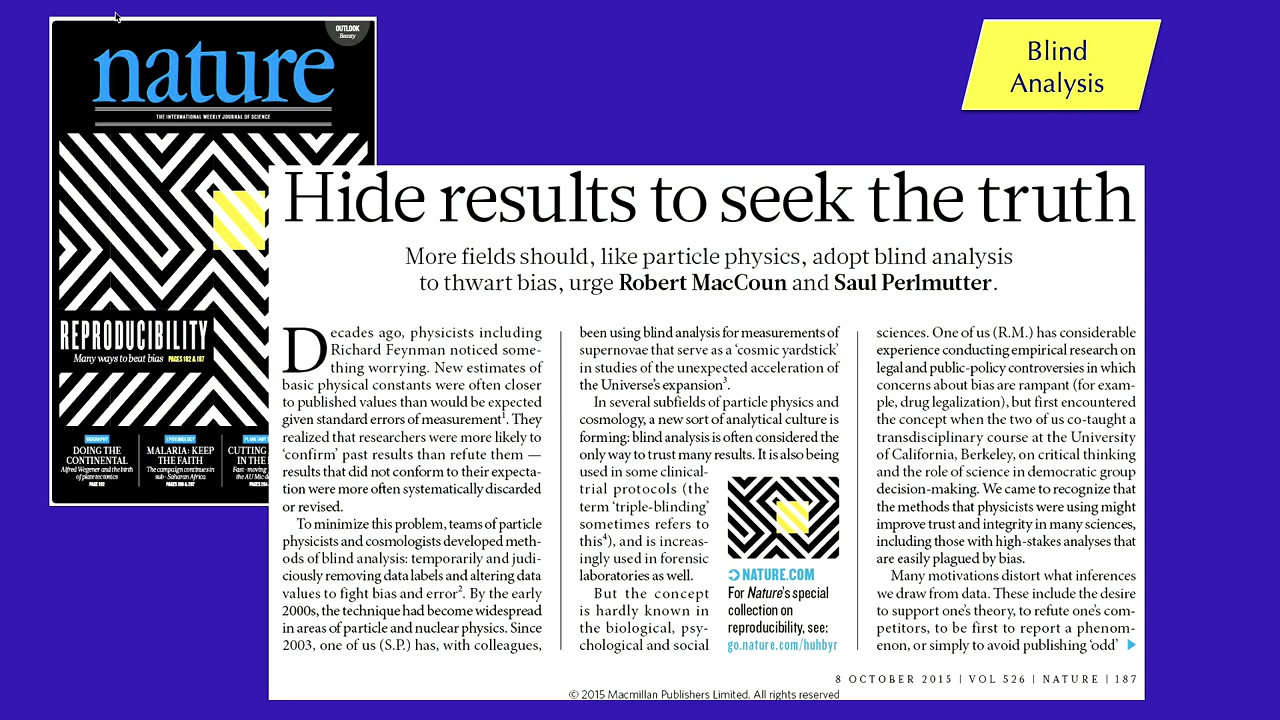 OUTLOOK
Beauty
nature
THE INTERNATIONAL WEEKLY JOURNAL OF SCIENCE
REPRODUCIBILITY
Many ways to beat bias PAGES 182 & 187
BIOGRAPHY
DOING THE
CONTINENTAL
Alfred Wegener and the birth
of plate tectonics
PAGE 192
EPIDEMIOLOGY
MALARIA: KEEP
THE FAITH
The campaign continues in
sub-Saharan Africa
PAGES 198 & 207
CUTTING
IN THE
Blind
Analysis
Hide results to seek the truth
More fields should, like particle physics, adopt blind analysis
to thwart bias, urge Robert MacCoun and Saul Perlmutter.
Decades ago, physicists including
Richard Feynman noticed some-
thing worrying. New estimates of
basic physical constants were often closer
to published values than would be expected
given standard errors of measurement1. They
realized that researchers were more likely to
‘confirm’ past results than refute them —
results that did not conform to their expecta-
tion were more often systematically discarded
or revised.
To minimize this problem, teams of particle
physicists and cosmologists developed meth-
ods of blind analysis: temporarily and judi-
ciously removing data labels and altering data
values to fight bias and error2. By the early
2000s, the technique had become widespread
in areas of particle and nuclear physics. Since
2003, one of us (S.P.) has, with colleagues,
been using blind analysis for measurements of
supernovae that serve as a ‘cosmic yardstick’
in studies of the unexpected acceleration of
the Universe's expansion3.
In several subfields of particle physics and
cosmology, a new sort of analytical culture is
forming: blind analysis is often considered the
only way to trust many results. It is also being
used in some clinical-
trial protocols (the
term ‘triple-blinding’
sometimes refers to
this4), and is increas-
ingly used in forensic
laboratories as well.
But the concept
is hardly known in
the biological, psy-
chological and social
NATURE.COM
For Nature's special
collection on
reproducibility, see:
go.nature.com/huhbyr
sciences. One of us (R.M.) has considerable
experience conducting empirical research on
legal and public-policy controversies in which
concerns about bias are rampant (for exam-
ple, drug legalization), but first encountered
the concept when the two of us co-taught a
transdisciplinary course at the University
of California, Berkeley, on critical thinking
and the role of science in democratic group
decision-making. We came to recognize that
the methods that physicists were using might
improve trust and integrity in many sciences,
including those with high-stakes analyses that
are easily plagued by bias.
Many motivations distort what inferences
we draw from data. These include the desire
to support one's theory, to refute one's com-
petitors, to be first to report a phenom-
enon, or simply to avoid publishing ‘odd’
8 OCTOBER 2015 | VOL 526 | NATURE | 187
© 2015 Macmillan Publishers Limited. All rights reserved